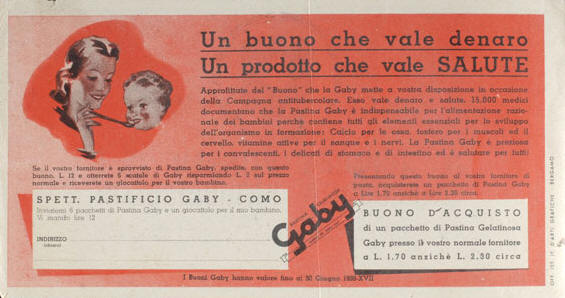 Un buono che vale denaro
Un prodotto che vale SALUTE
Approfittate del "Buono" che la Gaby mette a vostra disposizione in occasione
della Campagna antitubercolare. Esso vale denaro e salute. 15.000 medici
documentano che la Pastina Gaby è indispensabile per l'alimentazione razio-
nale dei bambini perchè contiene tutti gli elementi essenziali per lo sviluppo
dell'organismo in formazione: Calcio per le ossa, fosforo per i muscoli ed il
cervello, vitamine attive per il sangue e i nervi. La Pastina Gaby è preziosa
per i convalescenti, i delicati di stomaco e di intestino ed è salutare per tutti!
Se il vostro fornitore è sprovvisto di Pastina Gaby, spedite, con questo
buono, L. 12 e otterrete 6 scatole di Gaby risparmiando L. 2 sul prezzo
normale e riceverete un giocattolo per il vostro bambino.
SPETT. PASTIFICIO GABY - COMO
Inviatemi 6 pacchetti di Pastina Gaby e un giocattolo per il mio bambino.
Vi mando lire 12
INDIRIZZO
(chiaro)
Gaby
Presentando questo buono al vostro fornitore di
pasta, acquisterete un pacchetto di Pastina Gaby
a Lire 1.70 anzichè a Lire 2.30 circa.
BUONO D'ACQUISTO
di un pacchetto di Pastina Gelatinosa
Gaby presso il vostro normale fornitore
a L. 1.70 anzichè L. 2.30 circa
I Buoni Gaby hanno valore fino al 30 Giugno 1939-XVII
OFF. IST. IT. D'ARTI GRAFICHE BERGAMO